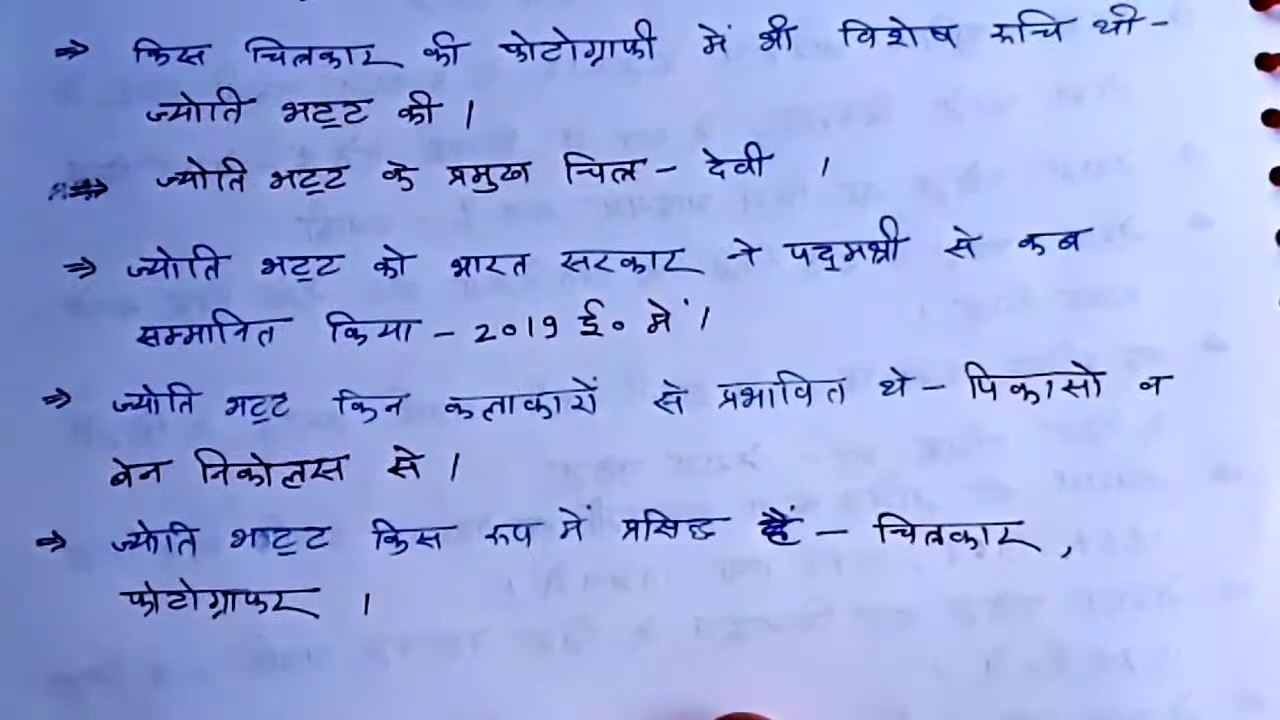 ⇒ किस चित्रकार की फोटोग्राफी में भी विशेष रुचि थी -
ज्योति भट्ट की ।
⇒ ज्योति भट्ट के प्रमुख चित्र - देवी ।
⇒ ज्योति भट्ट को भारत सरकार ने पद्मश्री से कब
सम्मानित किया - 2019 ई० में ।
⇒ ज्योति भट्ट किन कलाकारों से प्रभावित थे - पिकासो व
बेन निकोलस से ।
⇒ ज्योति भाट्ट किस रूप में प्रसिद्ध हैं - चित्रकार ,
फोटोग्राफर ।